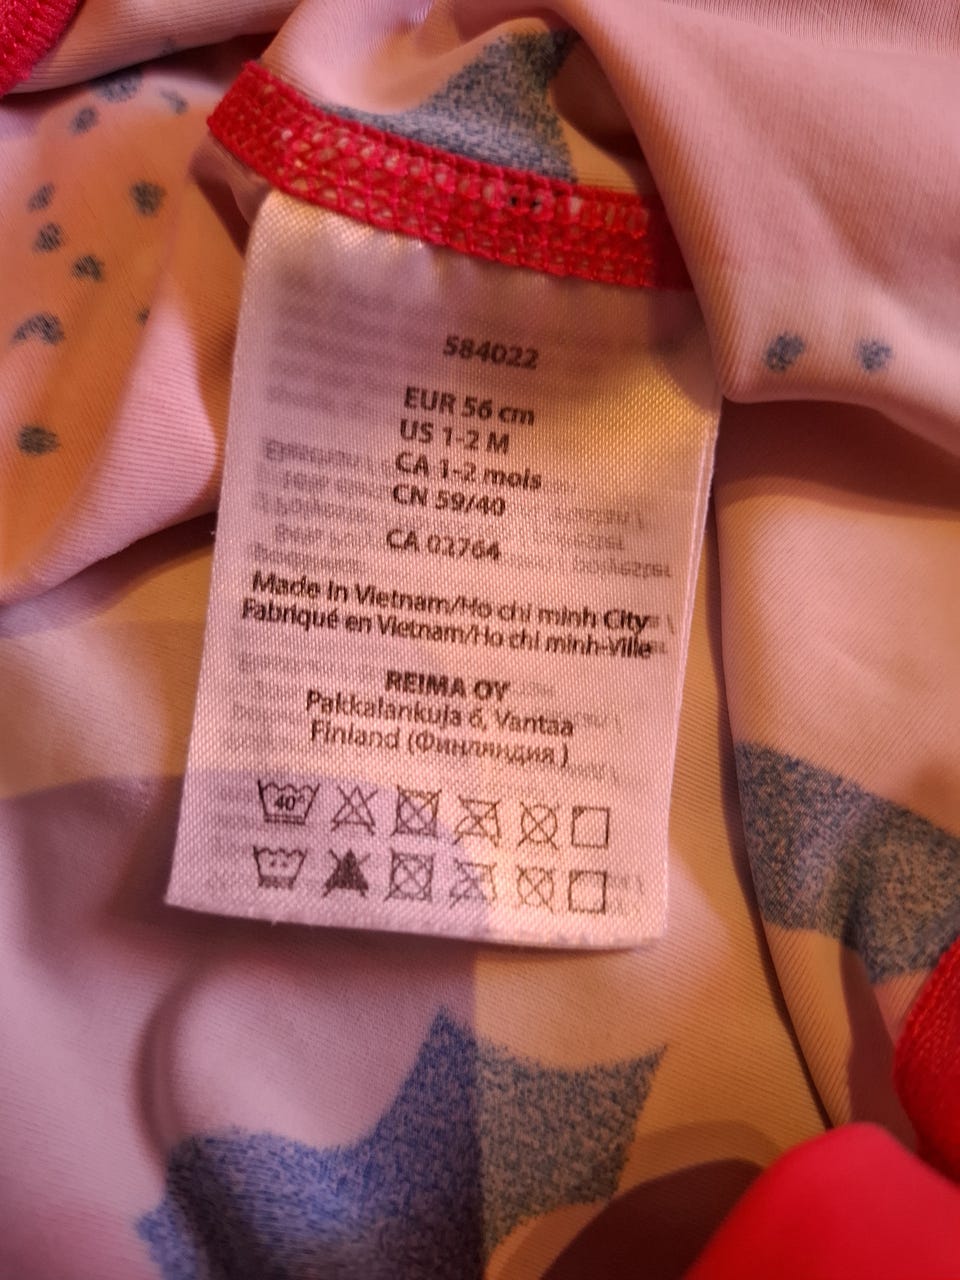 584022
EUR 56 cm
US 1-2 M
CA 1-2 mois
CN 59/40
CA 02764
Made in Vietnam/Ho chi minh City
Fabriqué en Vietnam/Ho chi minh-Ville
REIMA OY
Pakkalankuja 6, Vantaa
Finland (Финляндия)
40°